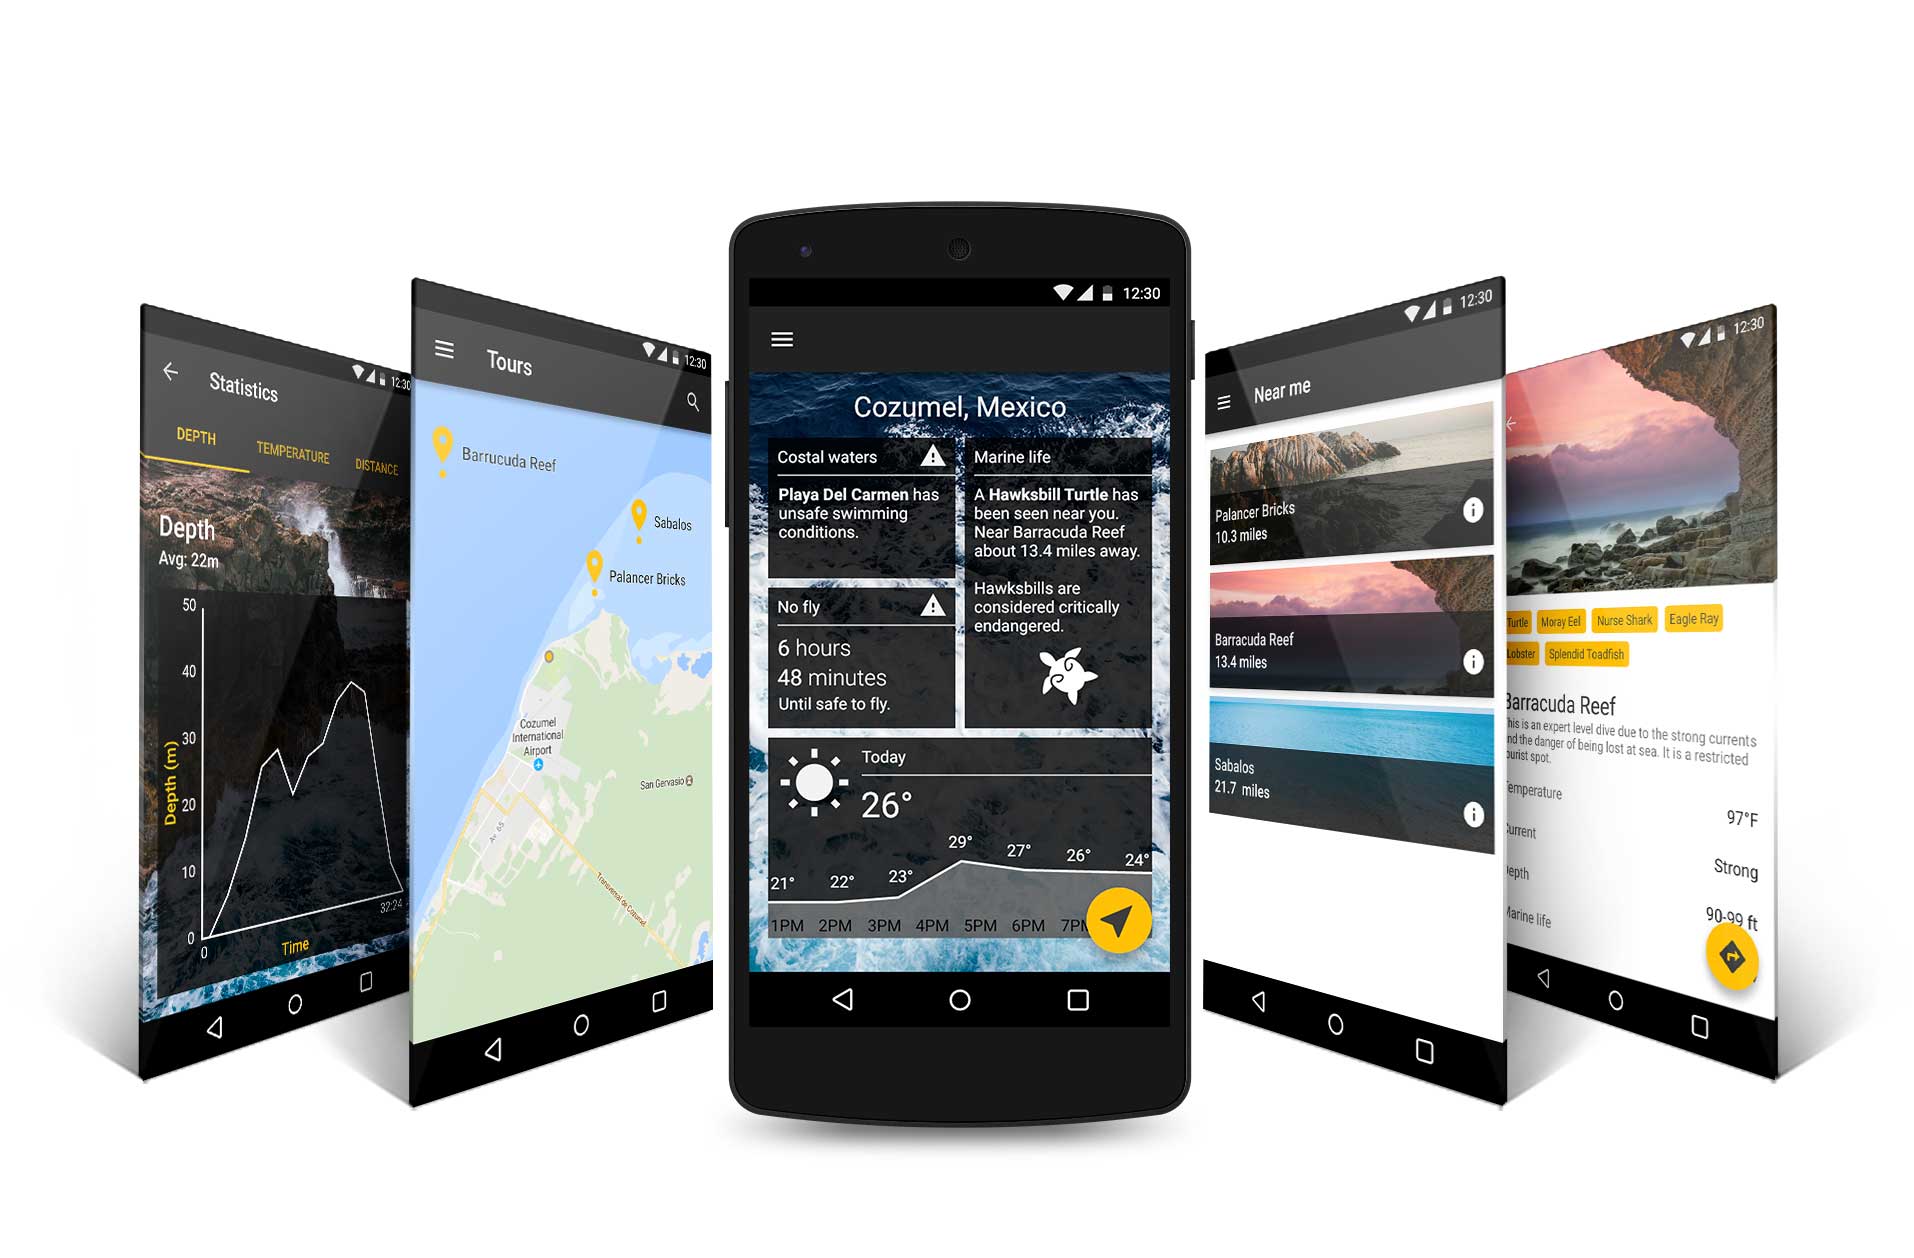 12:30
Statistics
DEPTH
TEMPERATURE
DISTANCE
Depth
Avg: 22m
50
40
30
20
10
0
0
Depth (m)
32:24
Time
12:30
Tours
Barrucuda Reef
Sabalos
Palancer Bricks
Cozumel
International
Airport
San Gervasio
Av. 65
Transversal de Cozumel
12:30
Cozumel, Mexico
Costal waters
Playa Del Carmen has
unsafe swimming
conditions.
No fly
6 hours
48 minutes
Until safe to fly.
Marine life
A Hawksbill Turtle has
been seen near you.
Near Barracuda Reef
about 13.4 miles away.
Hawksbills are
considered critically
endangered.
Today
26°
21° 22° 23° 29° 27° 26° 24°
1PM 2PM 3PM 4PM 5PM 6PM 7PM
12:30
Near me
Palancer Bricks
10.3 miles
Barracuda Reef
13.4 miles
Sabalos
21.7 miles
12:30
Turtle Moray Eel Nurse Shark Eagle Ray
Lobster Splendid Toadfish
Barracuda Reef
This is an expert level dive due to the strong currents
and the danger of being lost at sea. It is a restricted
tourist spot.
Temperature
97°F
Current
Strong
Depth
90-99 ft
Marine life